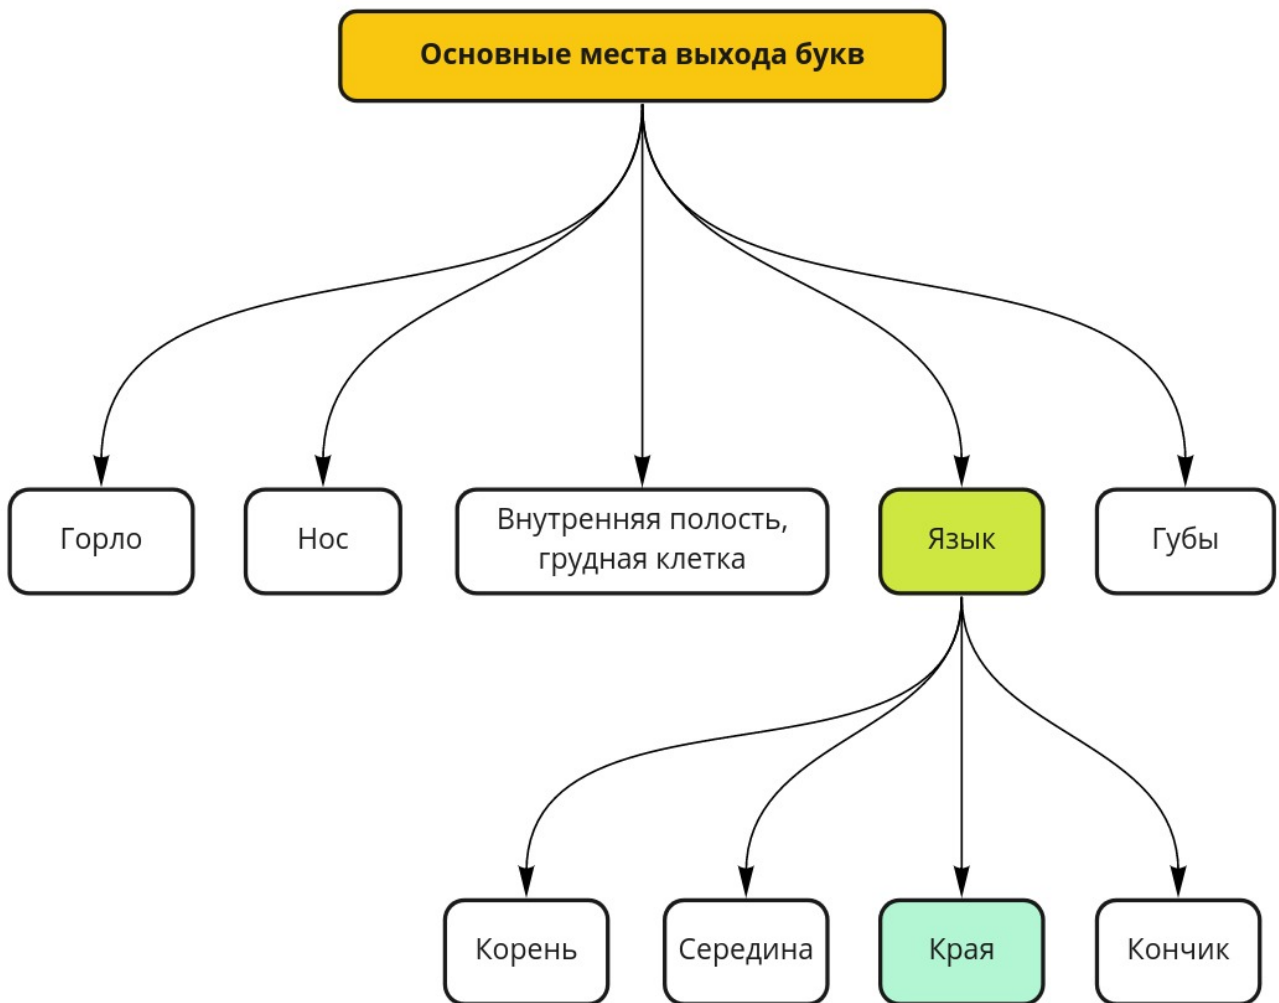 Основные места выхода букв
Горло
Нос
Внутренняя полость,
грудная клетка
Язык
Губы
Корень
Середина
Края
Кончик